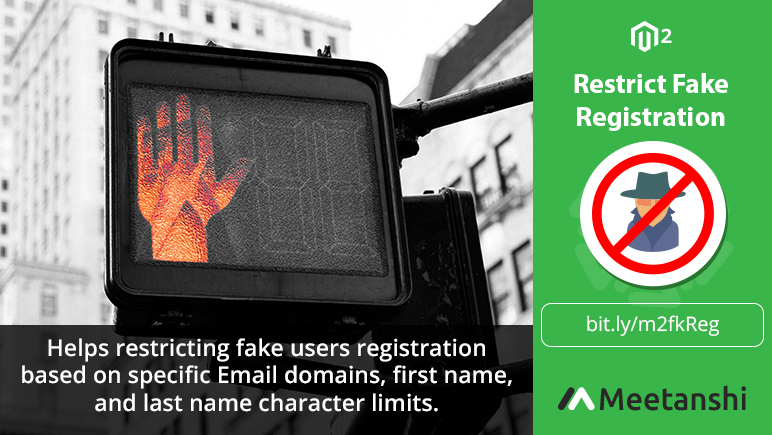 2
Restrict Fake
Registration
bit.ly/m2fkReg
Meetanshi
Helps restricting fake users registration
based on specific Email domains, first name,
and last name character limits.